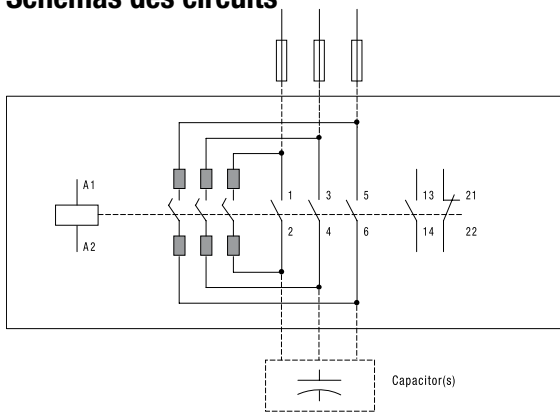 Schémas des circuits
A1
A2
1 3 5 13 21
2 4 6 14 22
Capacitor(s)